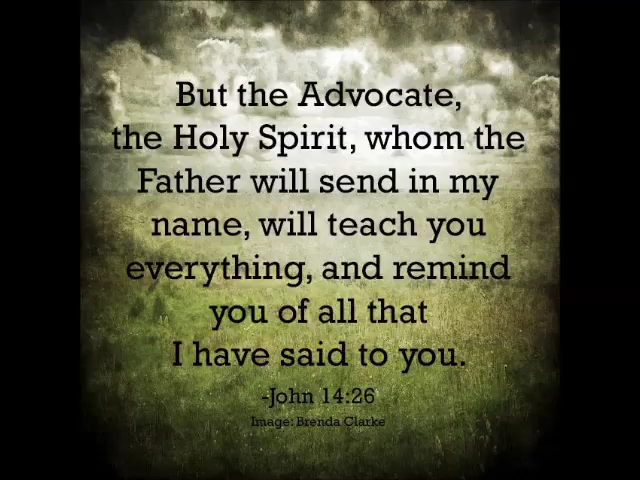 But the Advocate,
the Holy Spirit, whom the
Father will send in my
name, will teach you
everything, and remind
you of all that
I have said to you.
-John 14:26
Image: Brenda Clarke